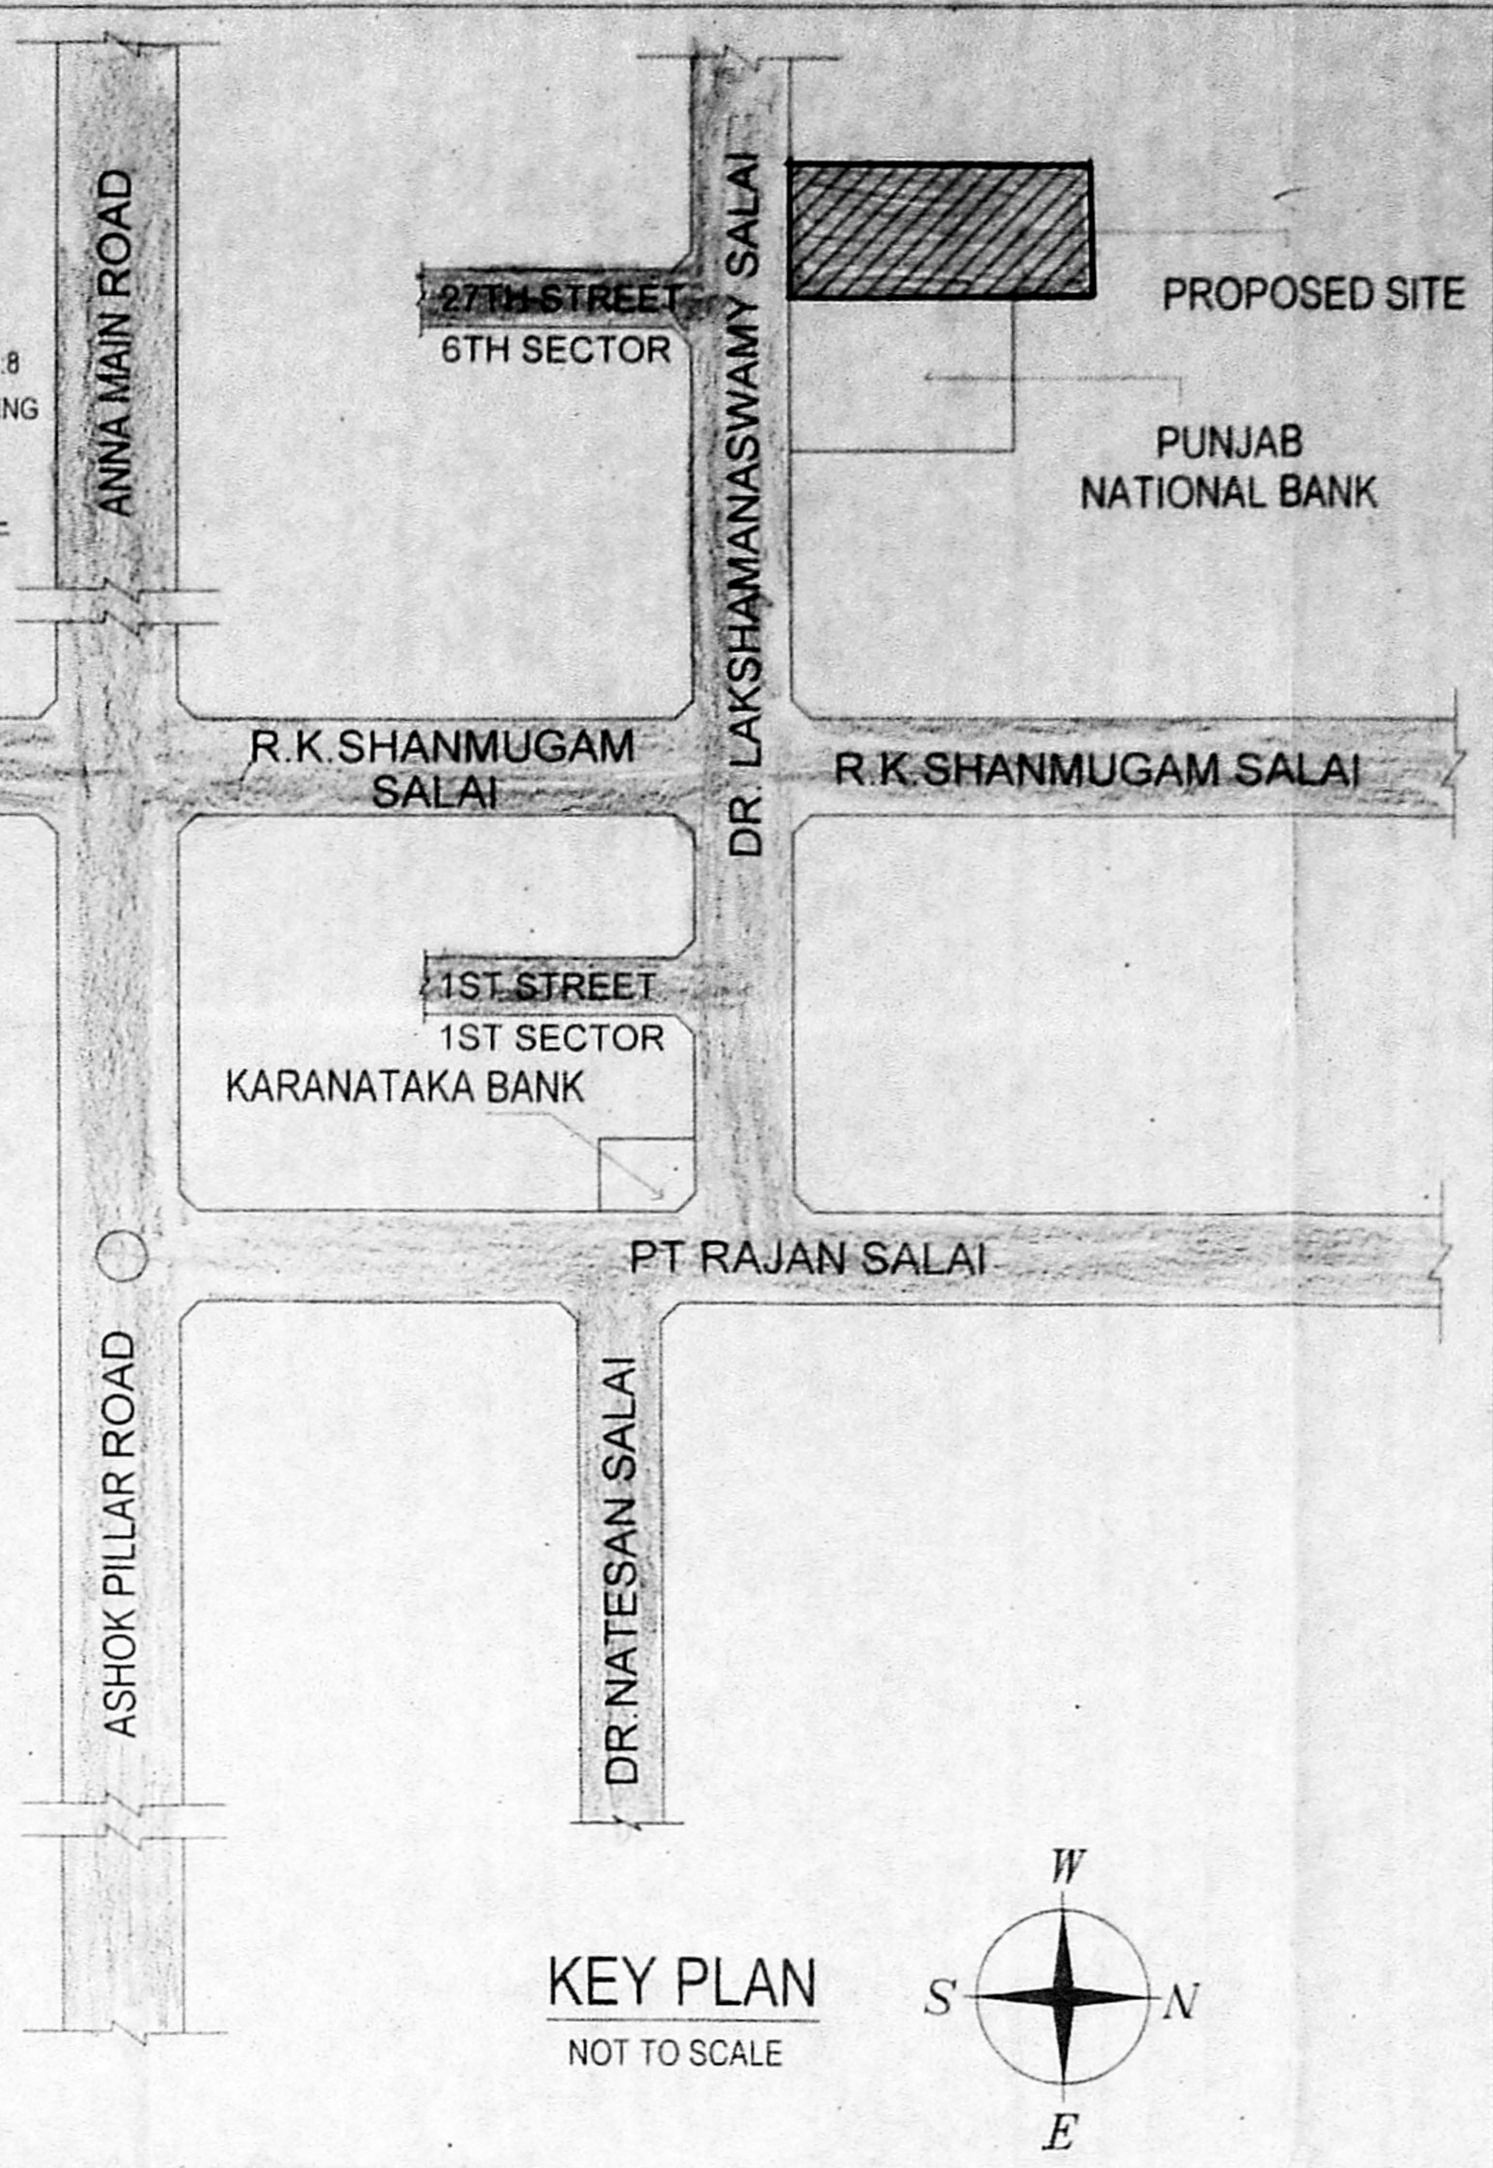 ANNA MAIN ROAD
DR. LAKSHAMANASWAMY SALAI
27TH STREET
6TH SECTOR
PROPOSED SITE
.8
ING
PUNJAB
NATIONAL BANK
R.K.SHANMUGAM
SALAI
R.K.SHANMUGAM SALAI
1ST STREET
1ST SECTOR
KARANATAKA BANK
PT RAJAN SALAI
ASHOK PILLAR ROAD
DR.NATESAN SALAI
W
S
N
E
KEY PLAN
NOT TO SCALE